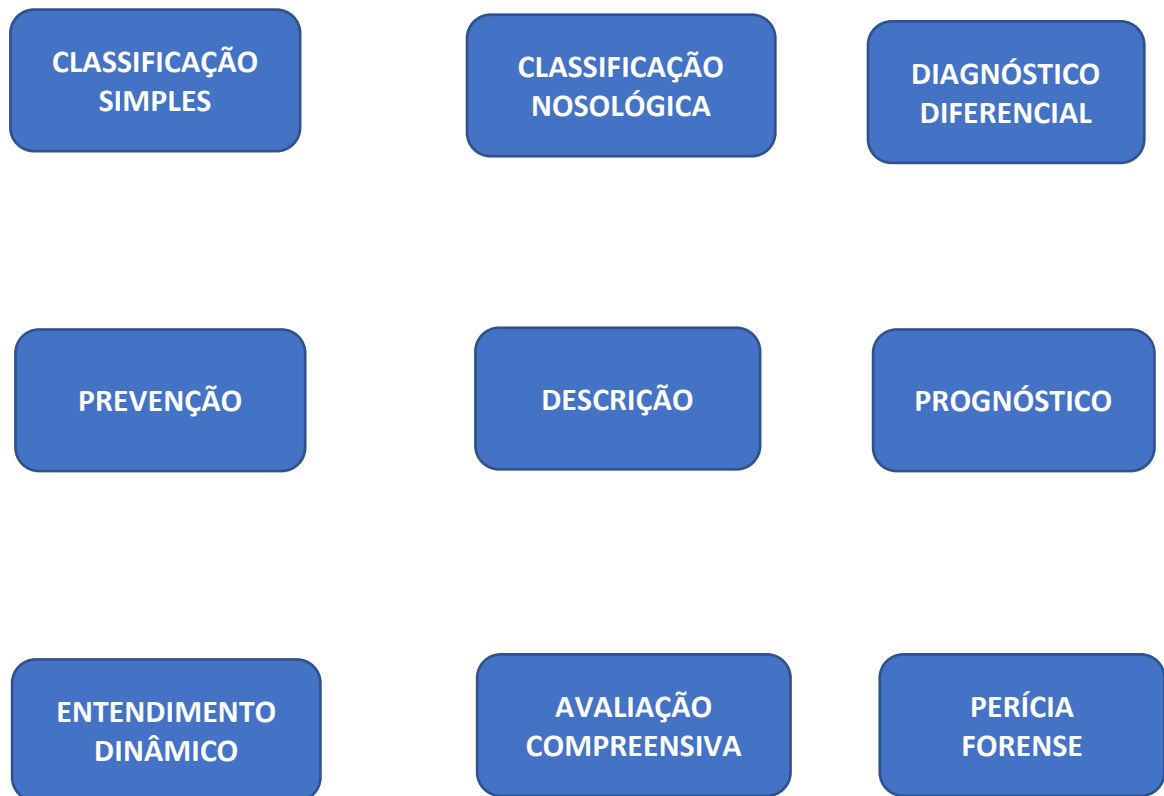 CLASSIFICAÇÃO
SIMPLES
CLASSIFICAÇÃO
NOSOLÓGICA
DIAGNÓSTICO
DIFERENCIAL
PREVENÇÃO
DESCRIÇÃO
PROGNÓSTICO
ENTENDIMENTO
DINÂMICO
AVALIAÇÃO
COMPREENSIVA
PERÍCIA
FORENSE